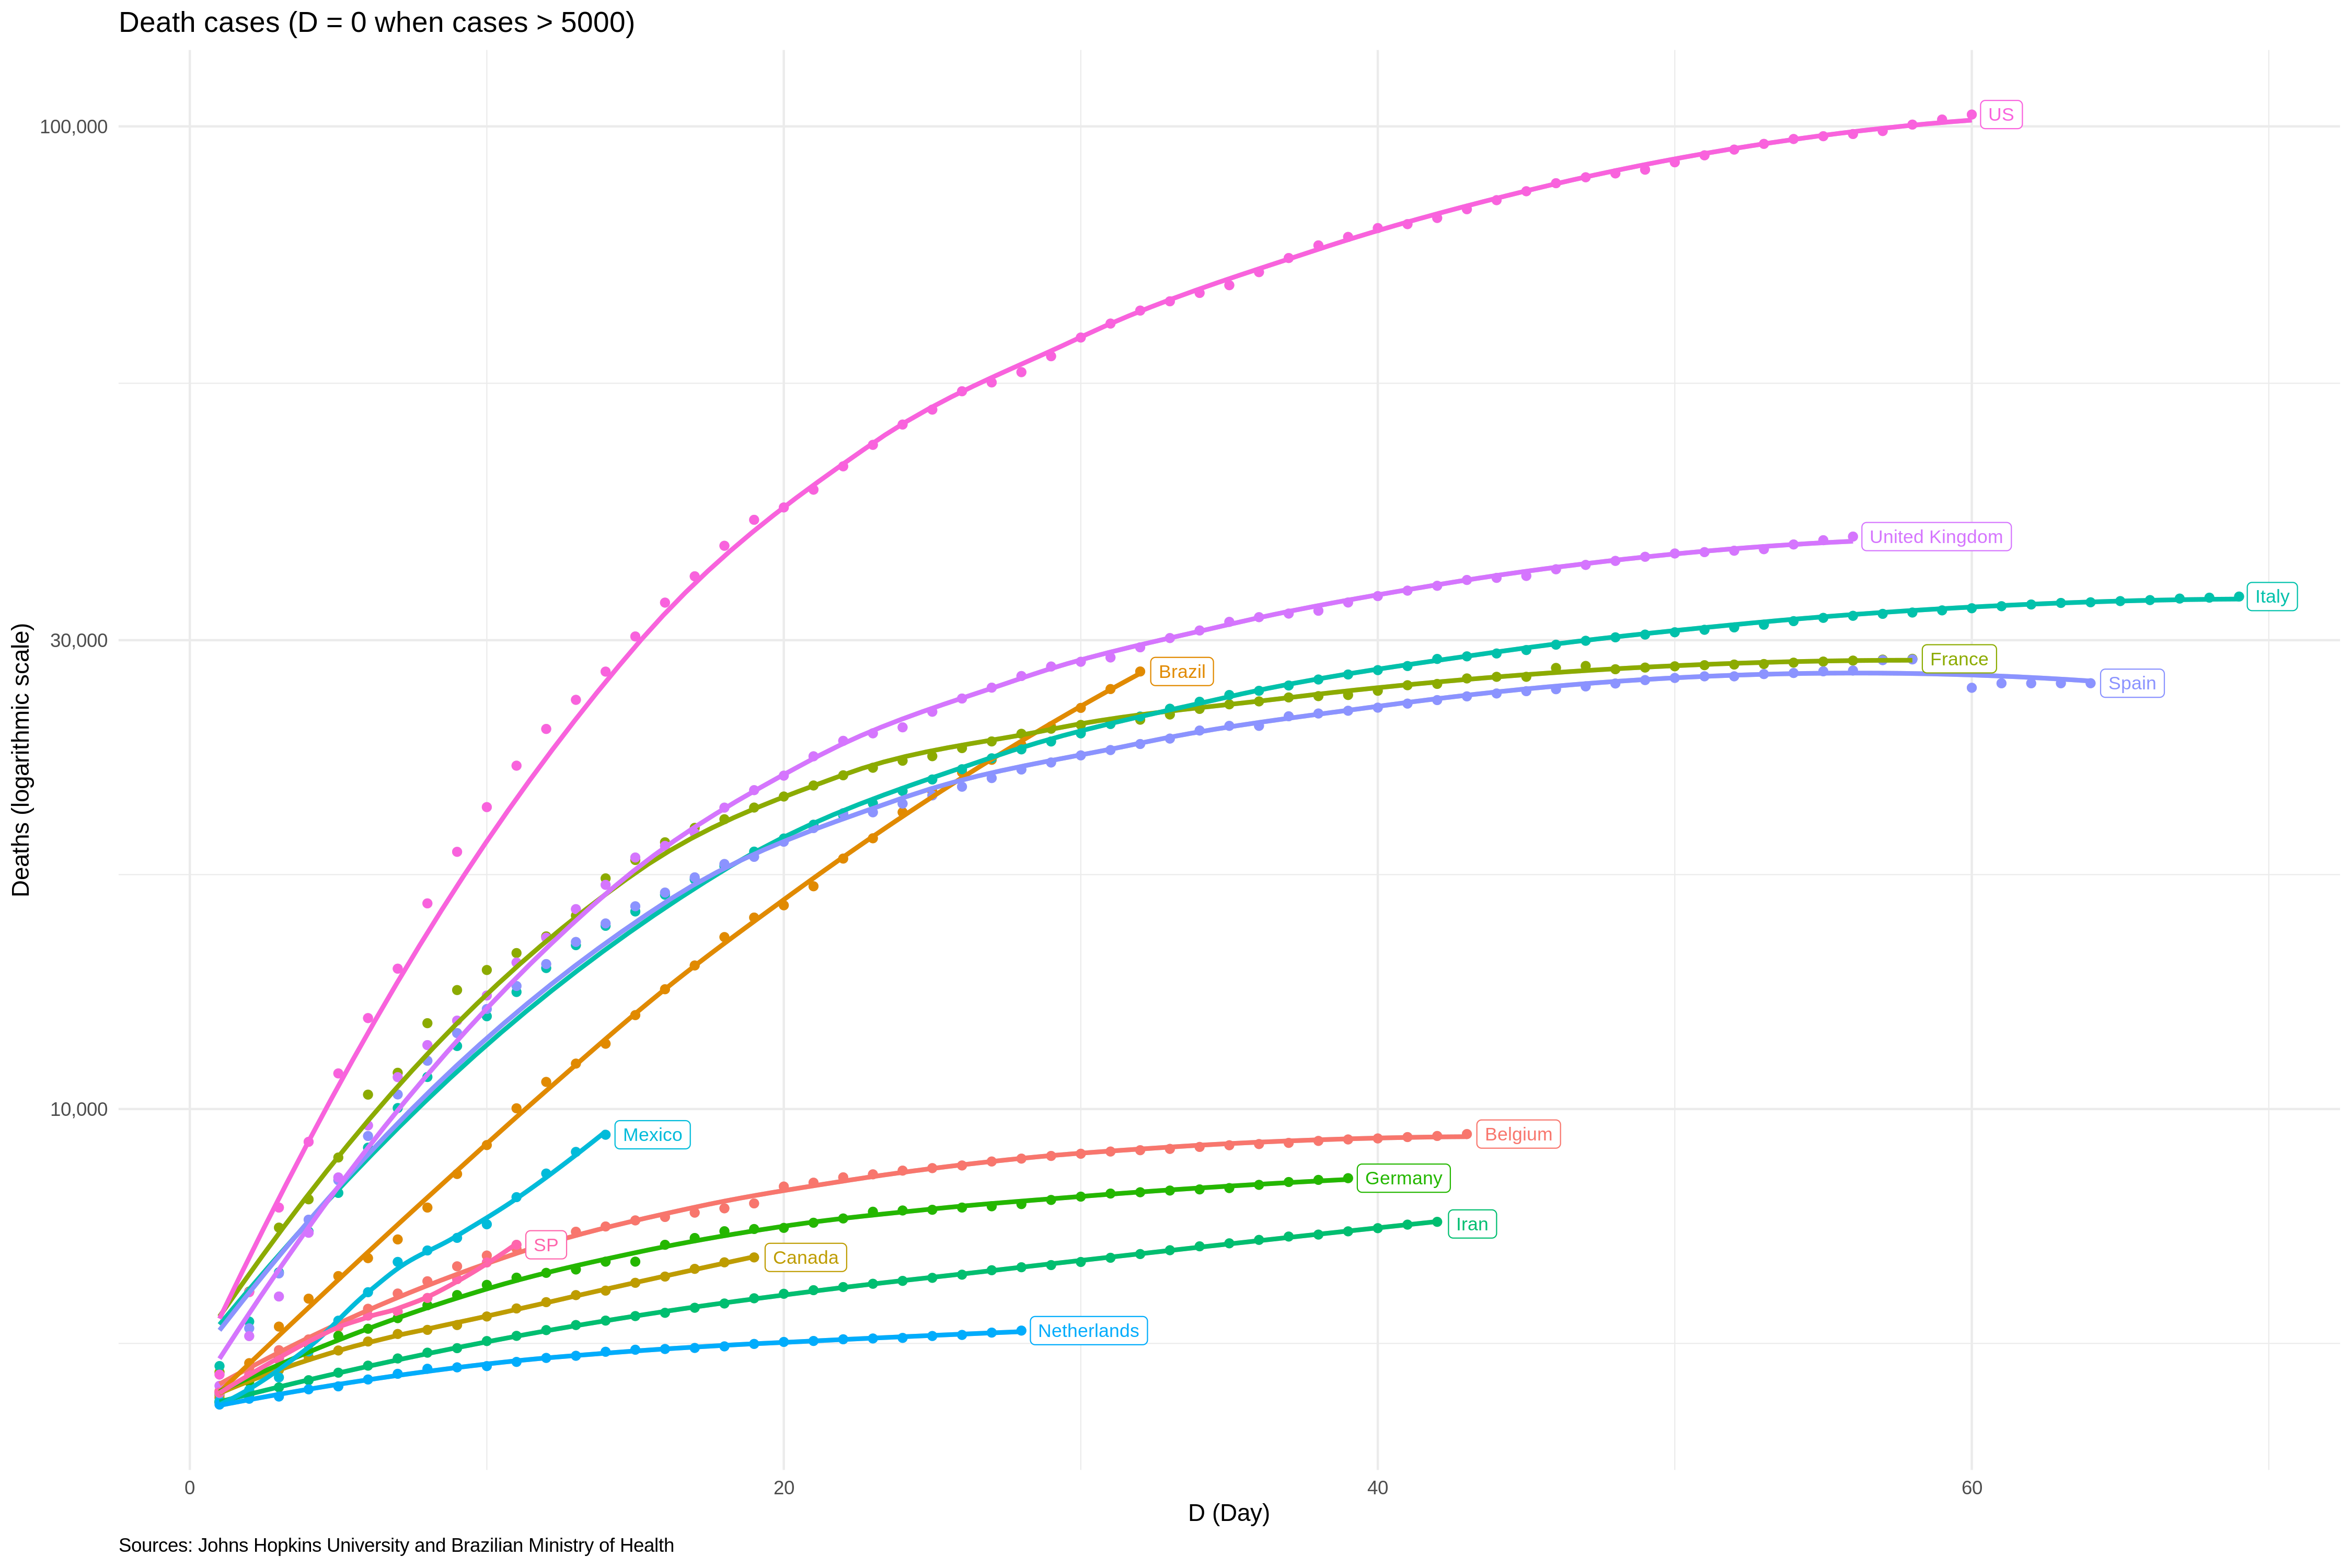 Death cases (D = 0 when cases > 5000)
100,000
30,000
10,000
Deaths (logarithmic scale)
US
United Kingdom
Italy
France
Brazil
Spain
Mexico
Belgium
Germany
Iran
SP
Canada
Netherlands
0
20
40
60
D (Day)
Sources: Johns Hopkins University and Brazilian Ministry of Health